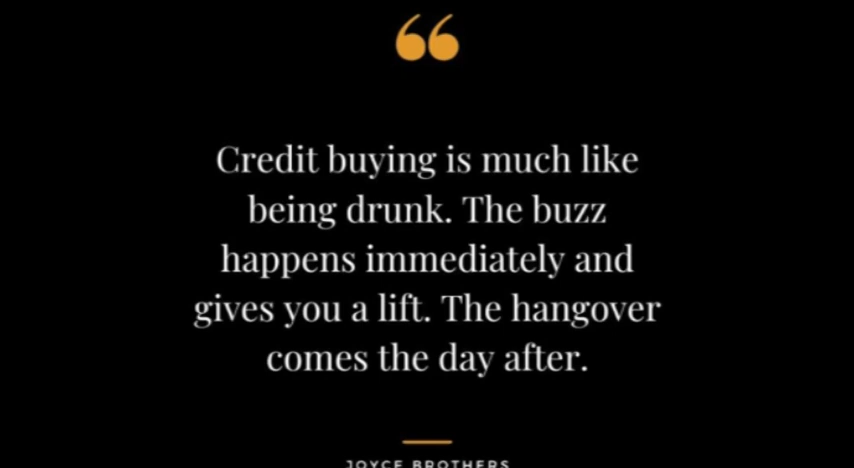 “
Credit buying is much like
being drunk. The buzz
happens immediately and
gives you a lift. The hangover
comes the day after.
JOYCE BROTHERS